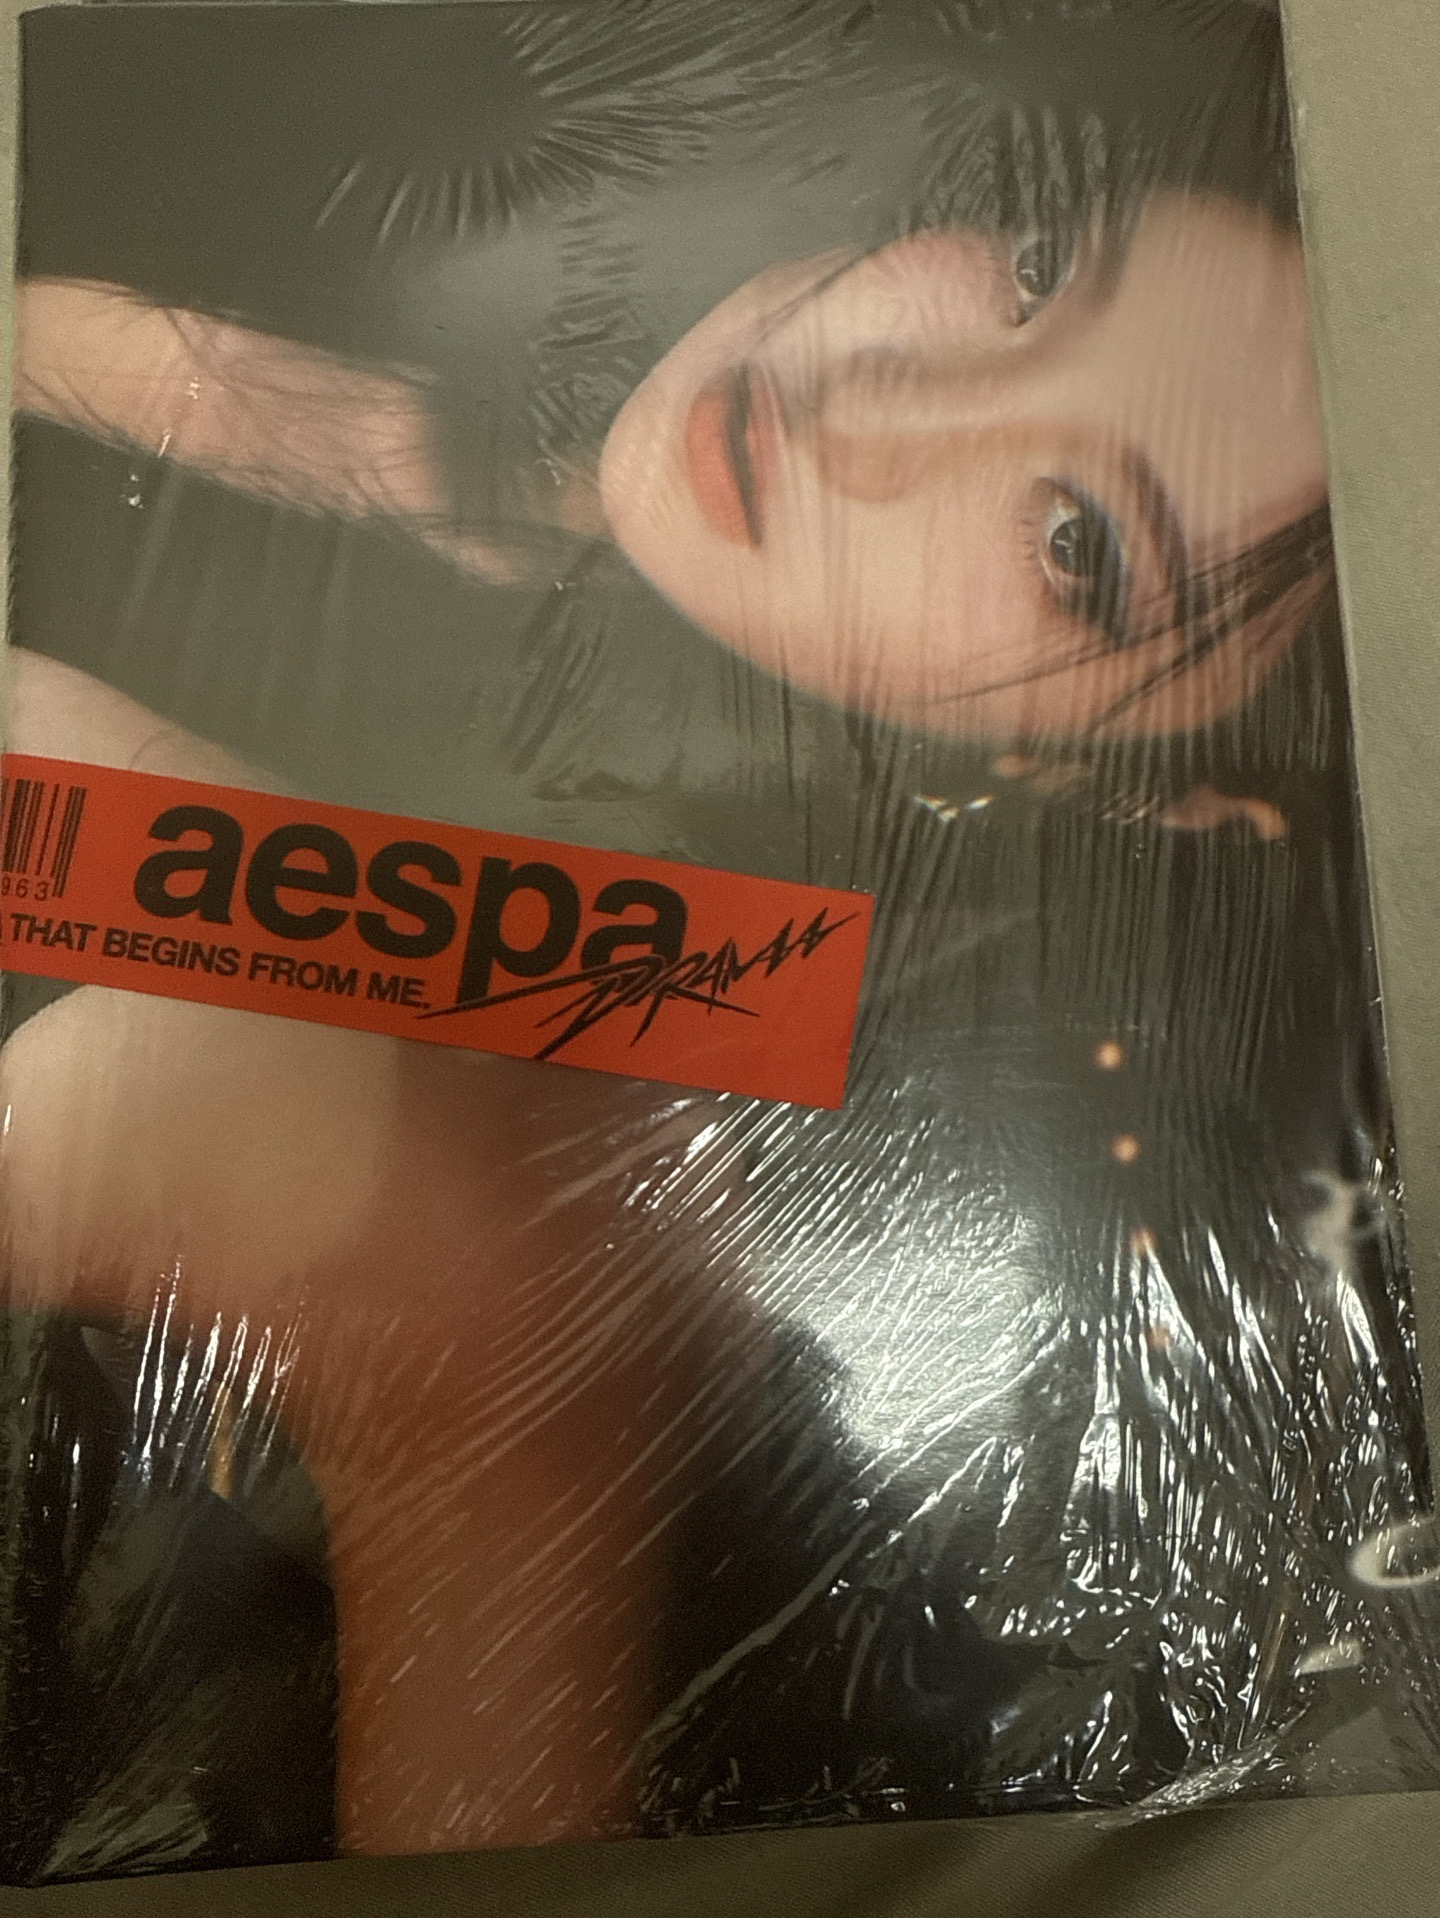 963
aespa
THAT BEGINS FROM ME.
DRAMA